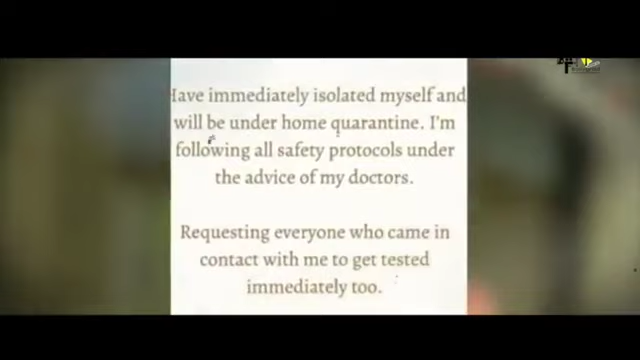 Have immediately isolated myself and
will be under home quarantine. I'm
following all safety protocols under
the advice of my doctors.
Requesting everyone who came in
contact with me to get tested
immediately too.